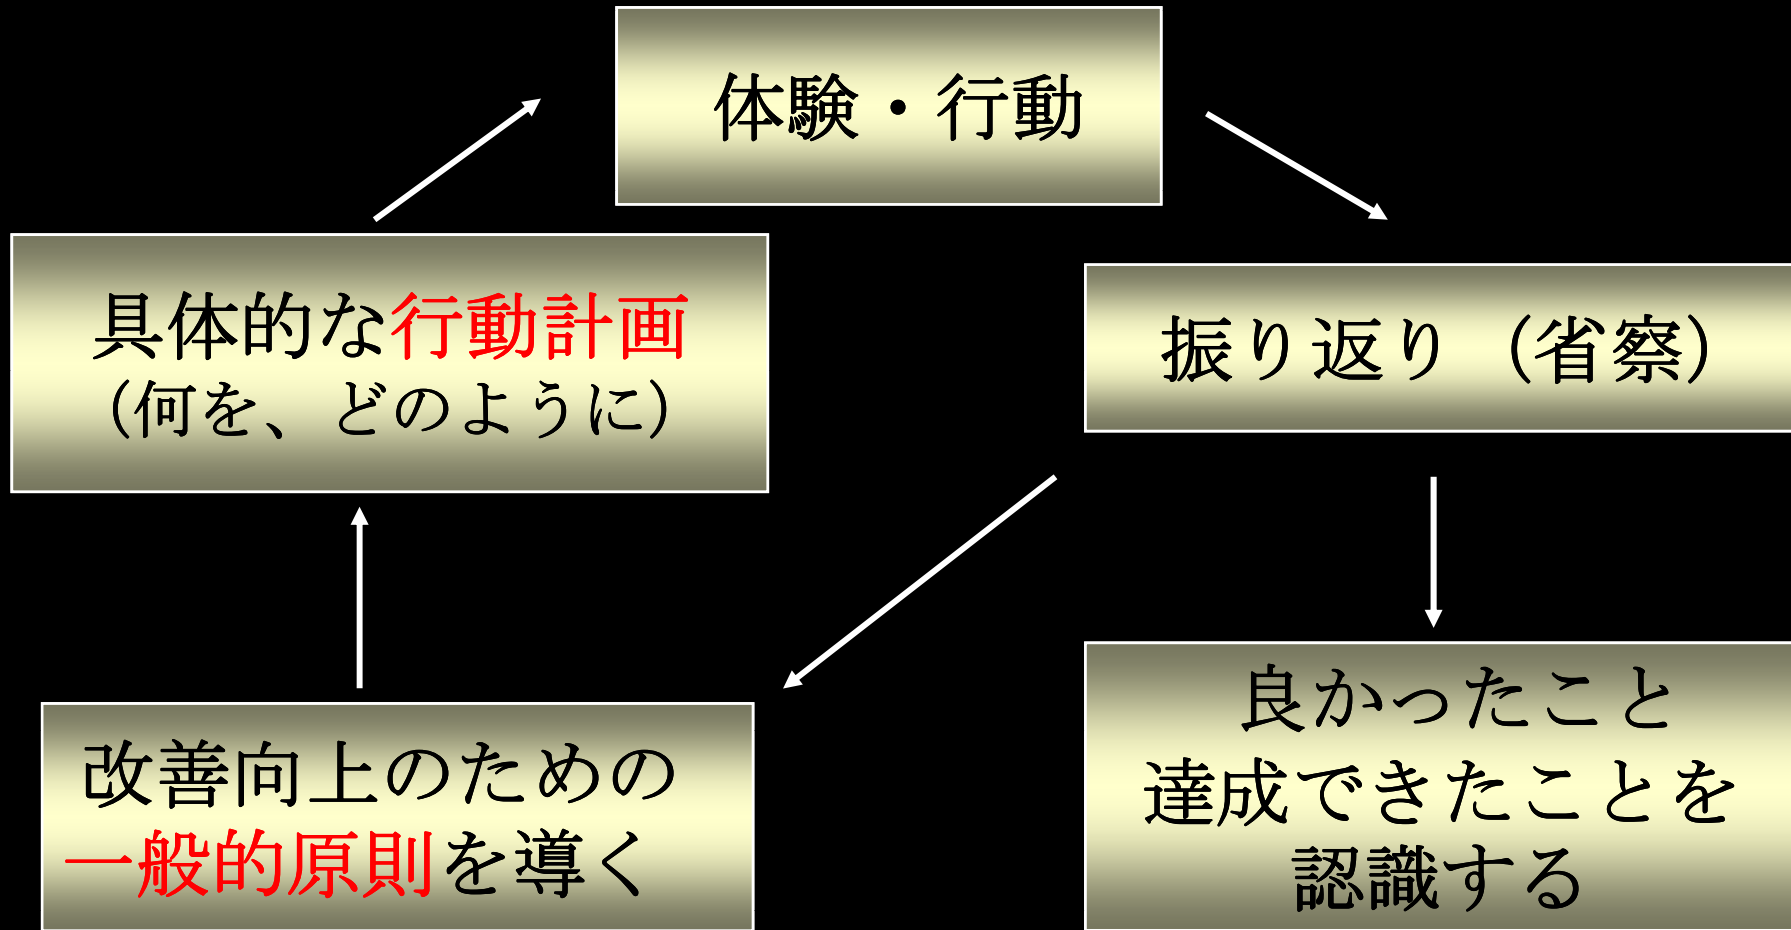 体験・行動
具体的な行動計画
（何を、どのように）
振り返り（省察）
改善向上のための
一般的原則を導く
良かったこと
達成できたことを
認識する